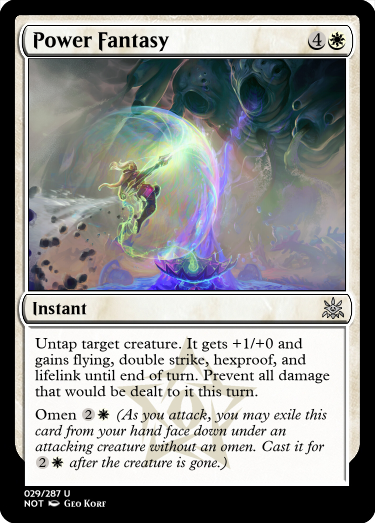 Power Fantasy 4
Instant
Untap target creature. It gets +1/+0 and
gains flying, double strike, hexproof, and
lifelink until end of turn. Prevent all damage
that would be dealt to it this turn.
Omen 2 (As you attack, you may exile this
card from your hand face down under an
attacking creature without an omen. Cast it for
2 after the creature is gone.)
029/287 U
NOT Geo Korf